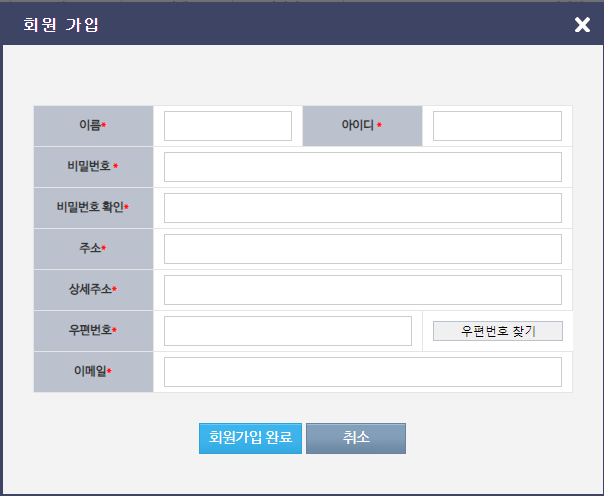 회원 가입
이름*
아이디 *
비밀번호 *
비밀번호 확인*
주소*
상세주소*
우편번호*
우편번호 찾기
이메일*
회원가입 완료
취소